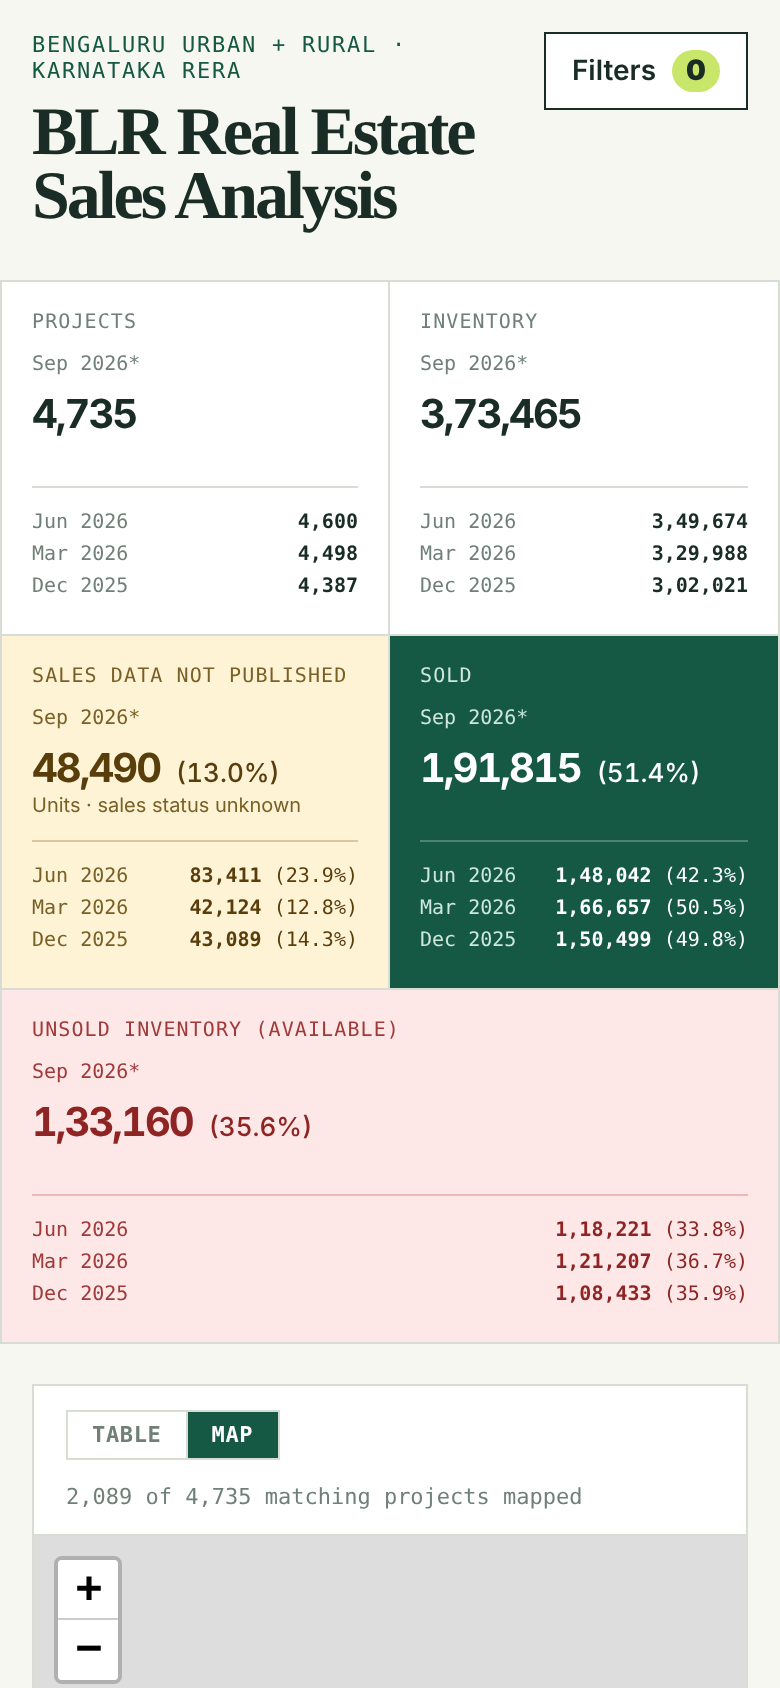 BENGALURU URBAN + RURAL ·
KARNATAKA RERA
Filters 0
BLR Real Estate
Sales Analysis
PROJECTS
Sep 2026*
4,735
Jun 2026 4,600
Mar 2026 4,498
Dec 2025 4,387
INVENTORY
Sep 2026*
3,73,465
Jun 2026 3,49,674
Mar 2026 3,29,988
Dec 2025 3,02,021
SALES DATA NOT PUBLISHED
Sep 2026*
48,490 (13.0%)
Units · sales status unknown
Jun 2026 83,411 (23.9%)
Mar 2026 42,124 (12.8%)
Dec 2025 43,089 (14.3%)
SOLD
Sep 2026*
1,91,815 (51.4%)
Jun 2026 1,48,042 (42.3%)
Mar 2026 1,66,657 (50.5%)
Dec 2025 1,50,499 (49.8%)
UNSOLD INVENTORY (AVAILABLE)
Sep 2026*
1,33,160 (35.6%)
Jun 2026 1,18,221 (33.8%)
Mar 2026 1,21,207 (36.7%)
Dec 2025 1,08,433 (35.9%)
TABLE MAP
2,089 of 4,735 matching projects mapped
+
−